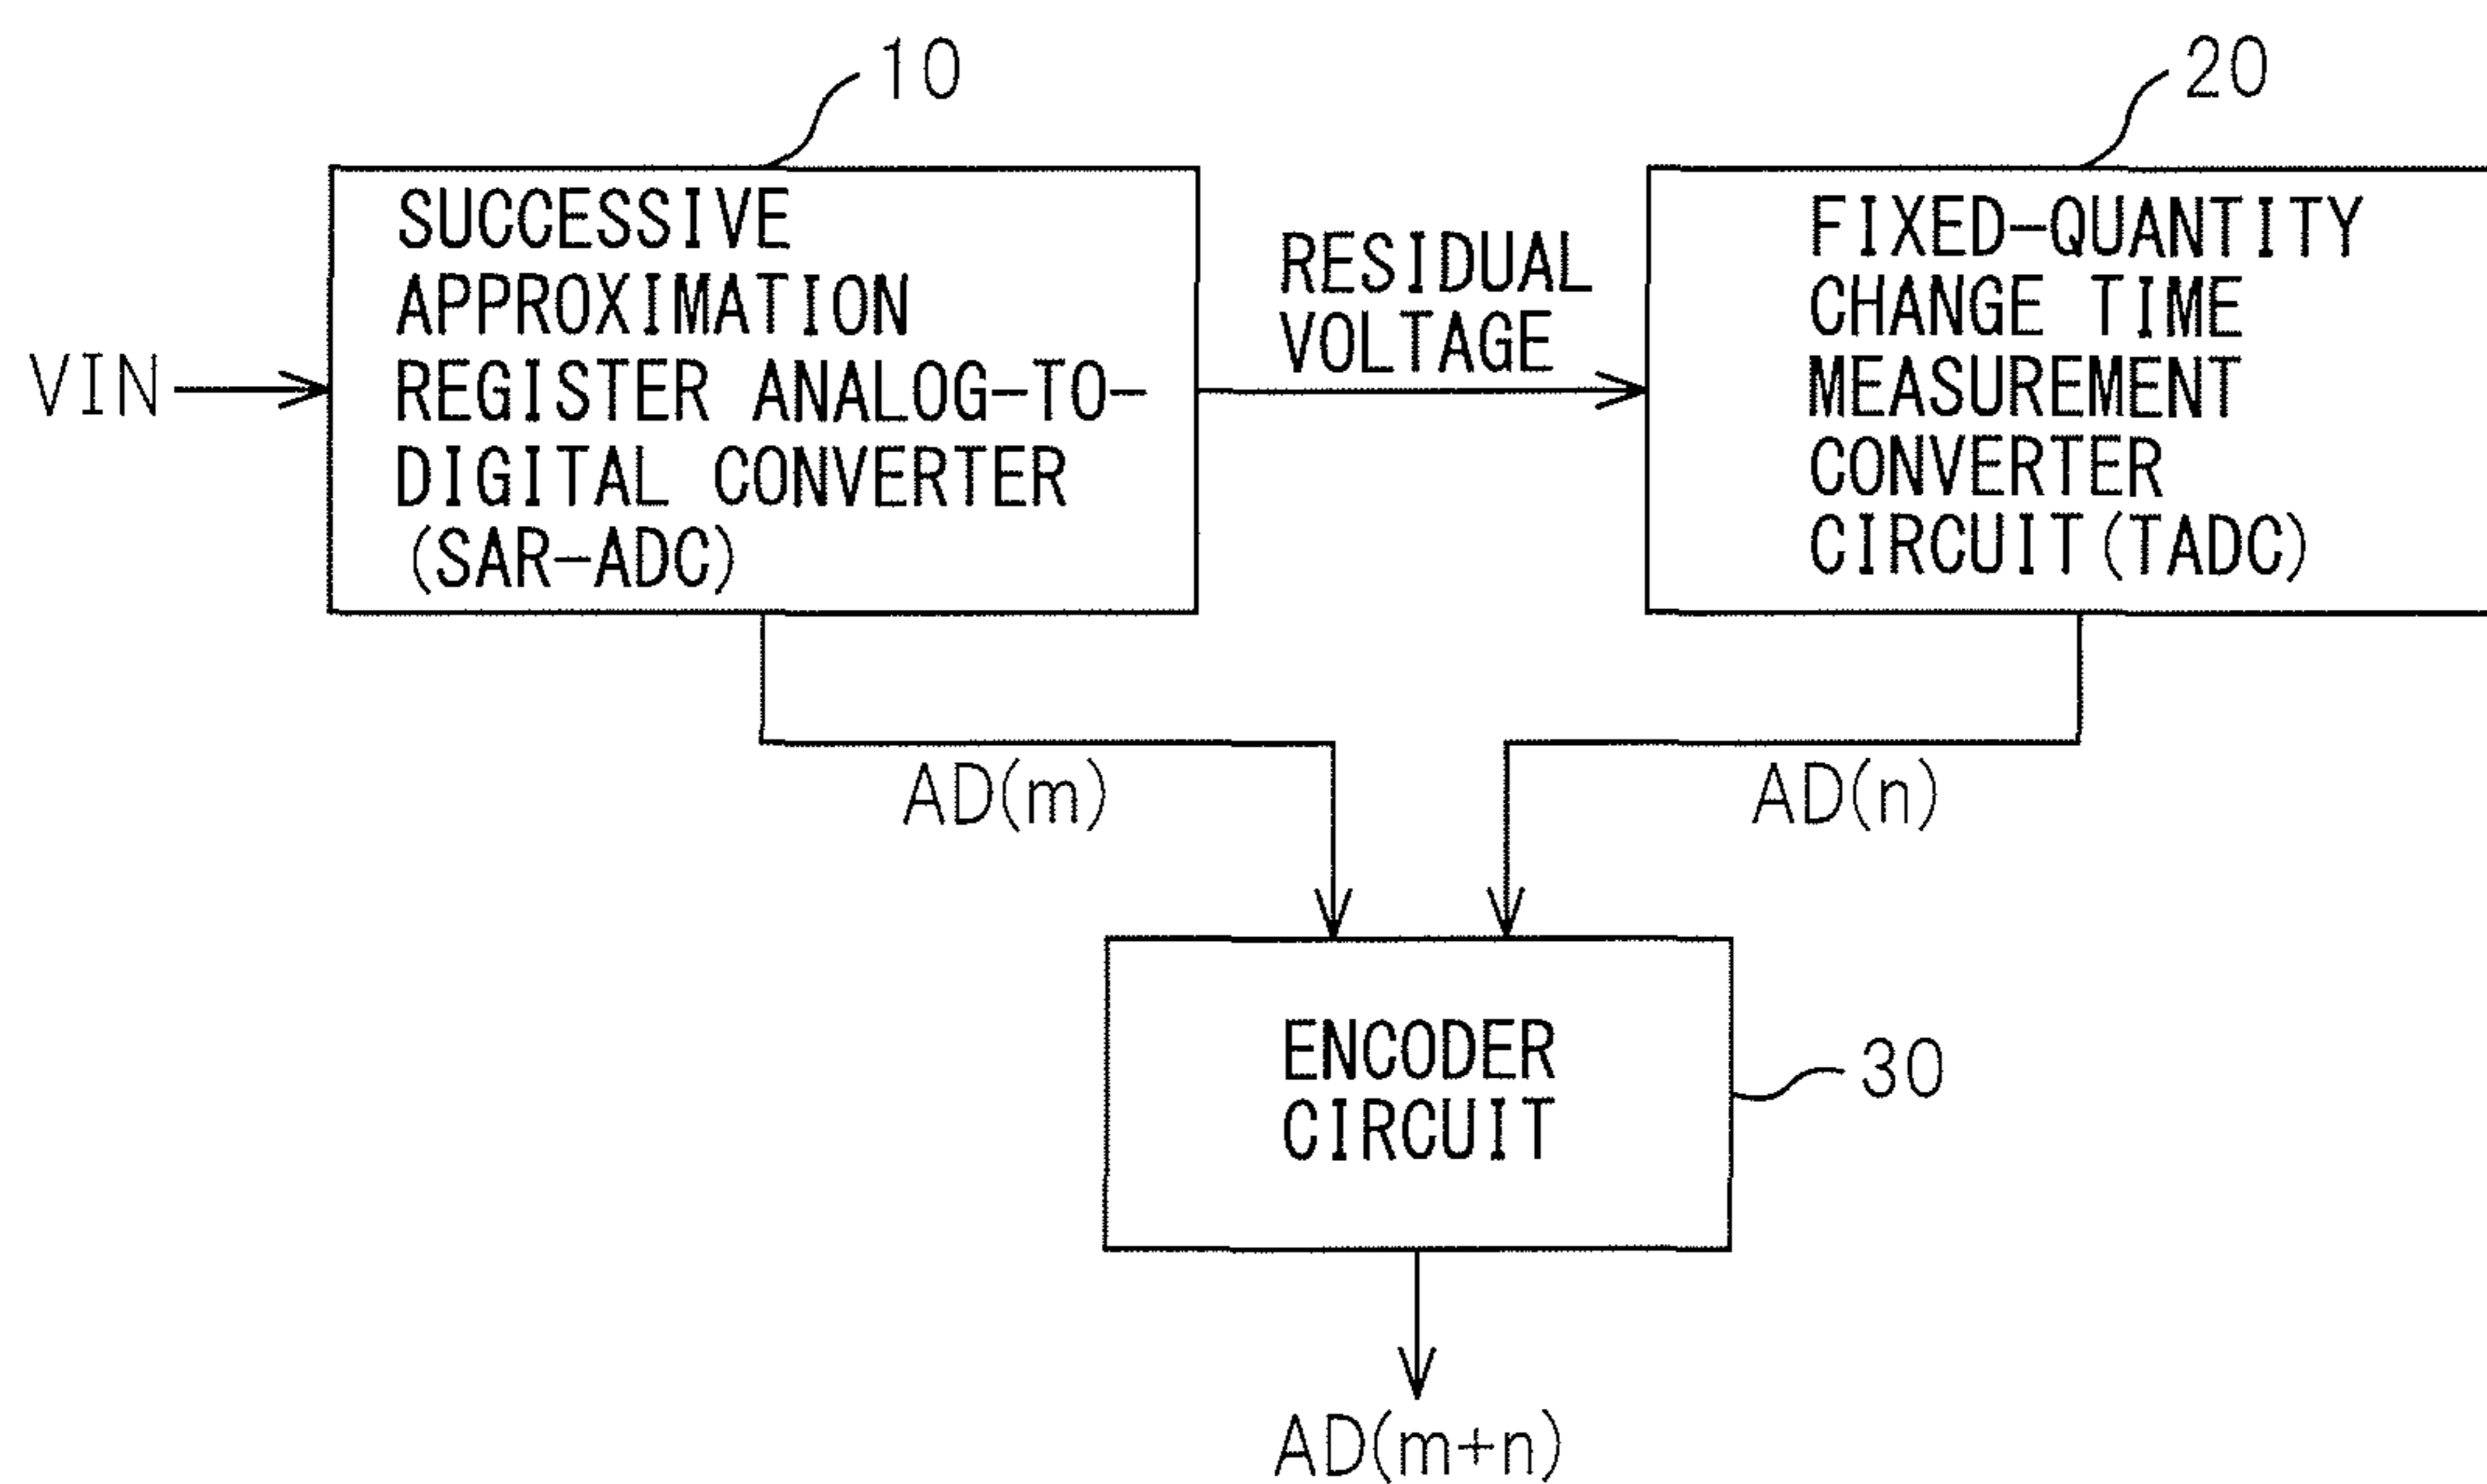 10
20
SUCCESSIVE
APPROXIMATION
REGISTER ANALOG-TO-
DIGITAL CONVERTER
(SAR-ADC)
VIN
RESIDUAL
VOLTAGE
FIXED-QUANTITY
CHANGE TIME
MEASUREMENT
CONVERTER
CIRCUIT(TADC)
AD(m)
AD(n)
ENCODER
CIRCUIT
30
AD(m+n)